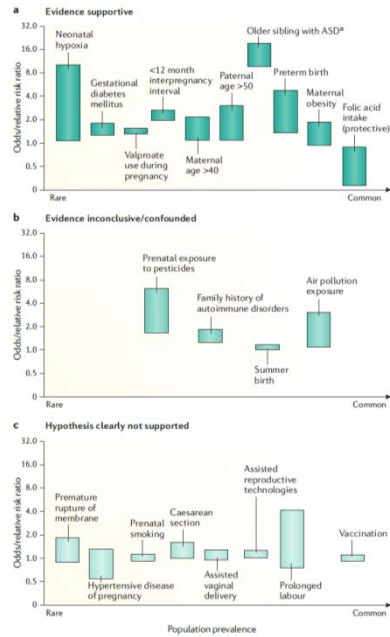 a Evidence supportive
Odds/relative risk ratio
32.0
16.0
8.0
4.0
2.0
1.0
0.5
0
Neonatal
hypoxia
Gestational
diabetes
mellitus
Valproate
use during
pregnancy
<12 month
interpregnancy
interval
Maternal
age >40
Paternal
age >50
Older sibling with ASDª
Preterm birth
Maternal
obesity
Folic acid
intake
(protective)
Rare
Common
b Evidence inconclusive/confounded
Odds/relative risk ratio
32.0
16.0
8.0
4.0
2.0
1.0
0.5
0
Prenatal exposure
to pesticides
Family history of
autoimmune disorders
Summer
birth
Air pollution
exposure
Rare
Common
c Hypothesis clearly not supported
Odds/relative risk ratio
32.0
16.0
8.0
4.0
2.0
1.0
0.5
0
Premature
rupture of
membrane
Hypertensive disease
of pregnancy
Prenatal
smoking
Caesarean
section
Assisted
vaginal
delivery
Assisted
reproductive
technologies
Prolonged
labour
Vaccination
Rare
Common
Population prevalence